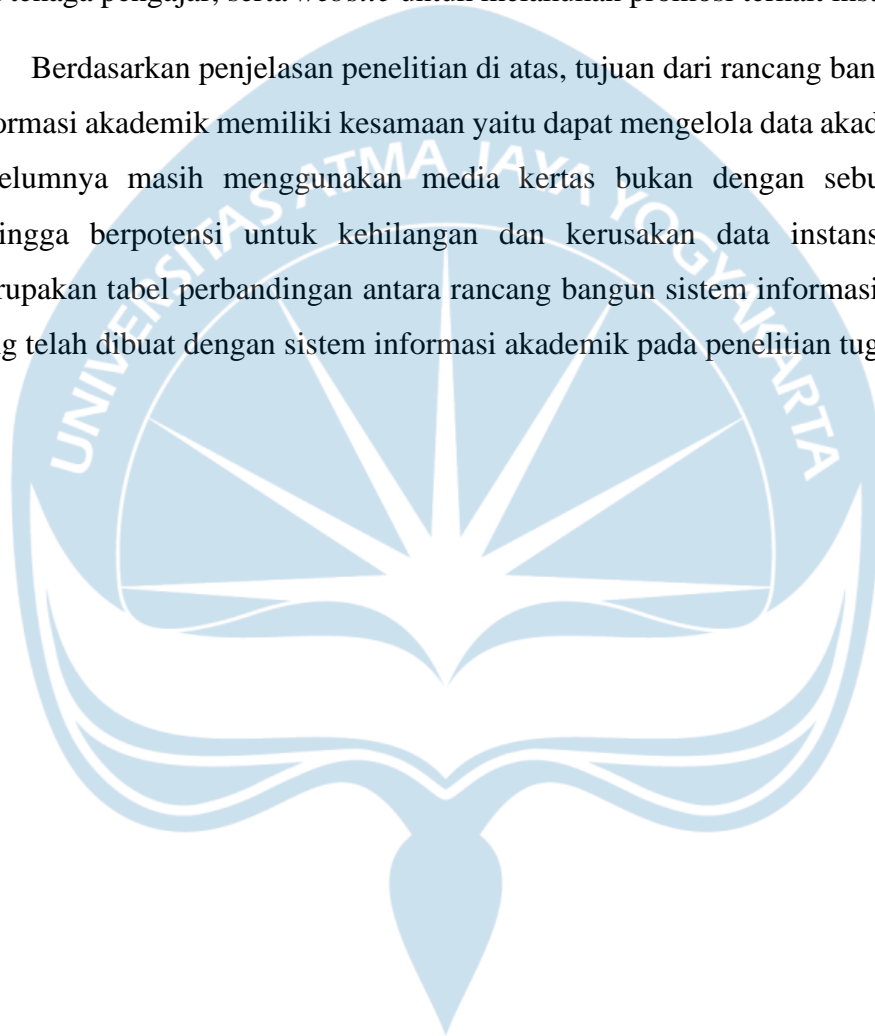 tenaga pengajar, serta website untuk melakukan promosi terkait
Berdasarkan penjelasan penelitian di atas, tujuan dari rancang ban
ormasi akademik memiliki kesamaan yaitu dapat mengelola data akad
elumnya masih menggunakan media kertas bukan dengan sebu
ingga berpotensi untuk kehilangan dan kerusakan data instans
rupakan tabel perbandingan antara rancang bangun sistem informasi
g telah dibuat dengan sistem informasi akademik pada penelitian tug
UNIVERSITAS ATMA JAYA YOGYAKARTA